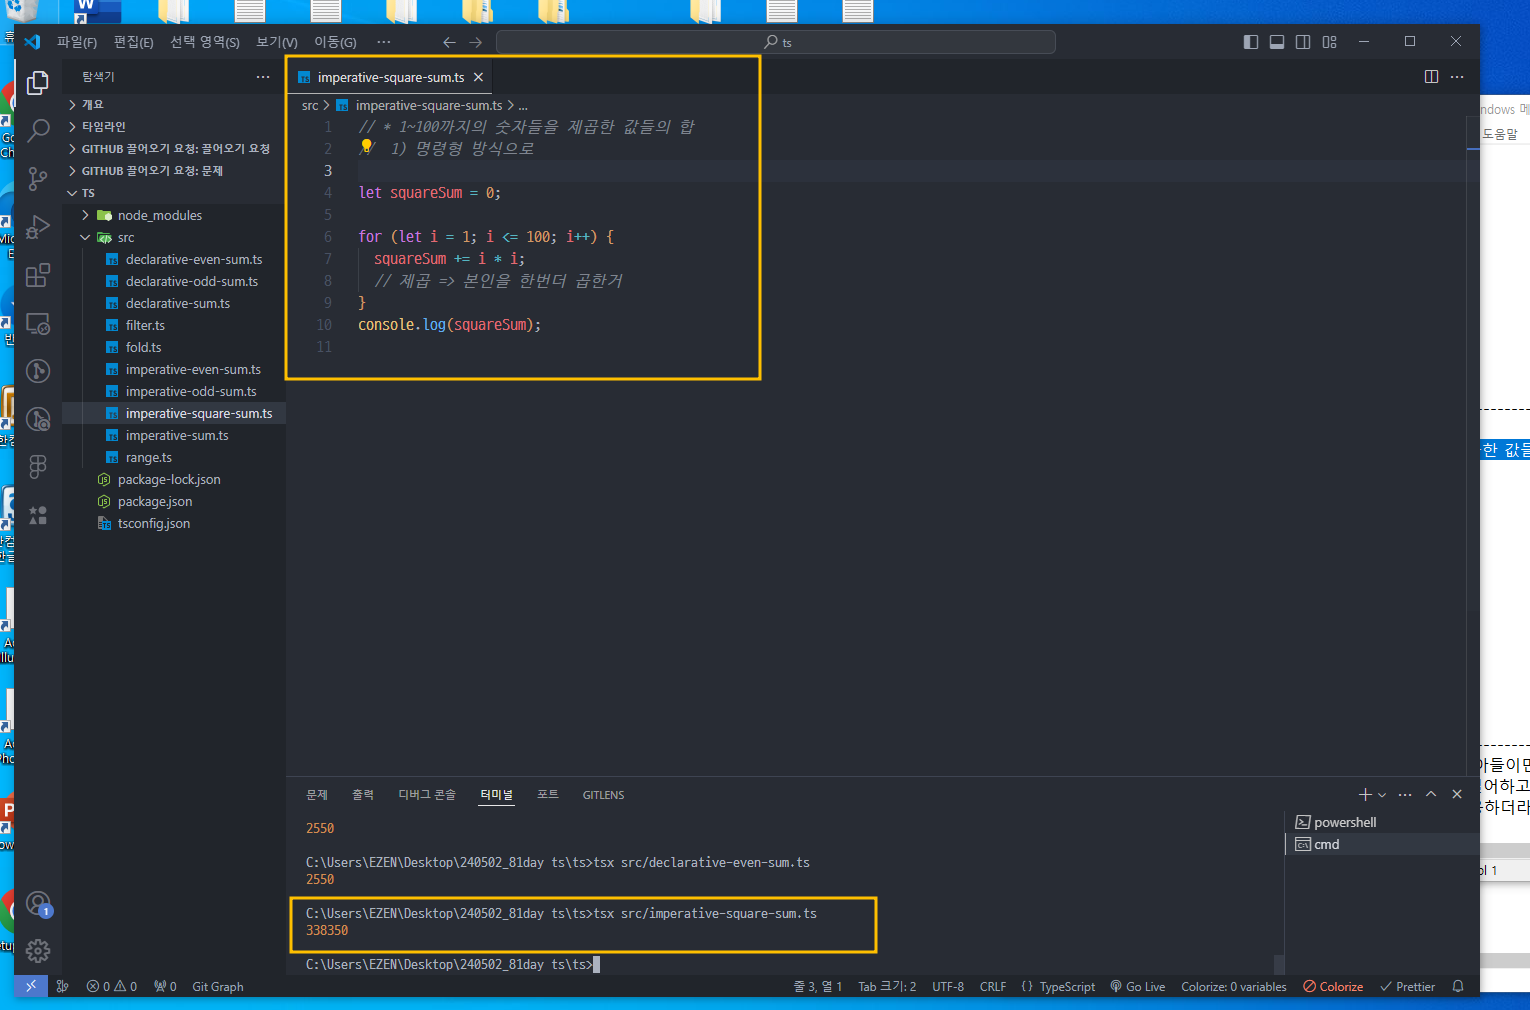 파일(F) 편집(E) 선택 영역(S) 보기(V) 이동(G) ··· ts
탐색기
개요
타임라인
GITHUB 끌어오기 요청: 끌어오기 요청
GITHUB 끌어오기 요청: 문제
TS
node_modules
src
declarative-even-sum.ts
declarative-odd-sum.ts
declarative-sum.ts
filter.ts
fold.ts
imperative-even-sum.ts
imperative-odd-sum.ts
imperative-square-sum.ts
imperative-sum.ts
range.ts
package-lock.json
package.json
tsconfig.json
imperative-square-sum.ts
src > imperative-square-sum.ts > ...
1 // * 1~100까지의 숫자들을 제곱한 값들의 합
2 // 1) 명령형 방식으로
3
4 let squareSum = 0;
5
6 for (let i = 1; i <= 100; i++) {
7 squareSum += i * i;
8 // 제곱 => 본인을 한번더 곱한거
9 }
10 console.log(squareSum);
11
문제 출력 디버그 콘솔 터미널 포트 GITLENS
2550
C:\Users\EZEN\Desktop\240502_81day ts\ts>tsx src/declarative-even-sum.ts
2550
C:\Users\EZEN\Desktop\240502_81day ts\ts>tsx src/imperative-square-sum.ts
338350
C:\Users\EZEN\Desktop\240502_81day ts\ts>
powershell
cmd
1
0 0 0 Git Graph 줄 3, 열 1 Tab 크기: 2 UTF-8 CRLF {} TypeScript Go Live Colorize: 0 variables Colorize Prettier
도움말